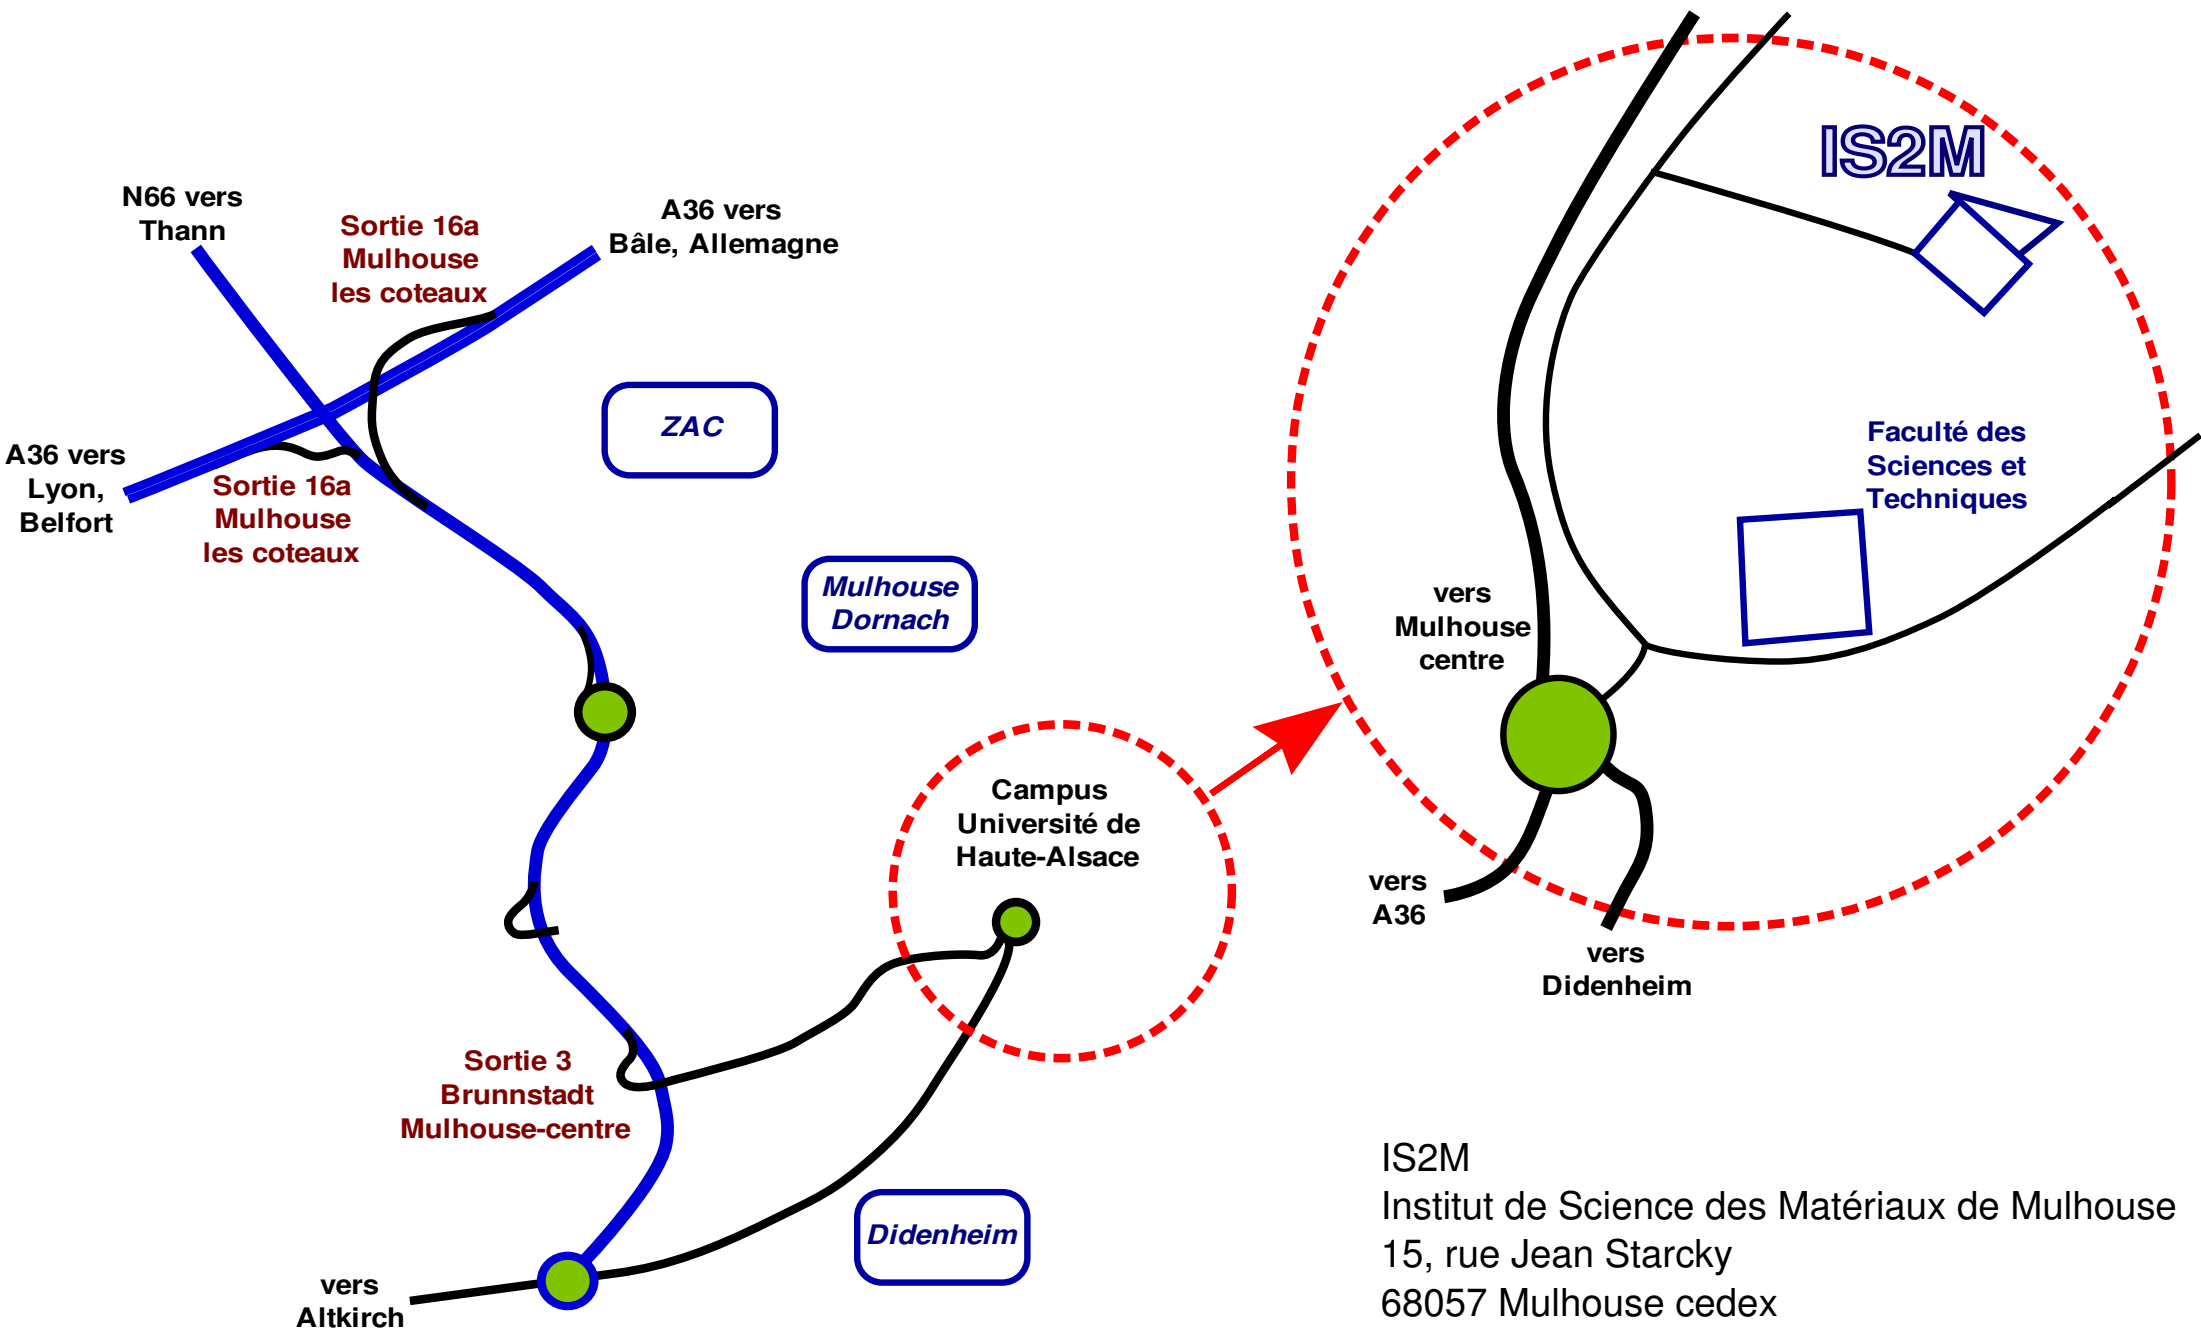 N66 vers
Thann
Sortie 16a
Mulhouse
les coteaux
A36 vers
Bâle, Allemagne
IS2M
ZAC
A36 vers
Lyon,
Belfort
Sortie 16a
Mulhouse
les coteaux
Faculté des
Sciences et
Techniques
Mulhouse
Dornach
vers
Mulhouse
centre
Campus
Université de
Haute-Alsace
vers
A36
vers
Didenheim
Sortie 3
Brunnstadt
Mulhouse-centre
Didenheim
vers
Altkirch
IS2M
Institut de Science des Matériaux de Mulhouse
15, rue Jean Starcky
68057 Mulhouse cedex